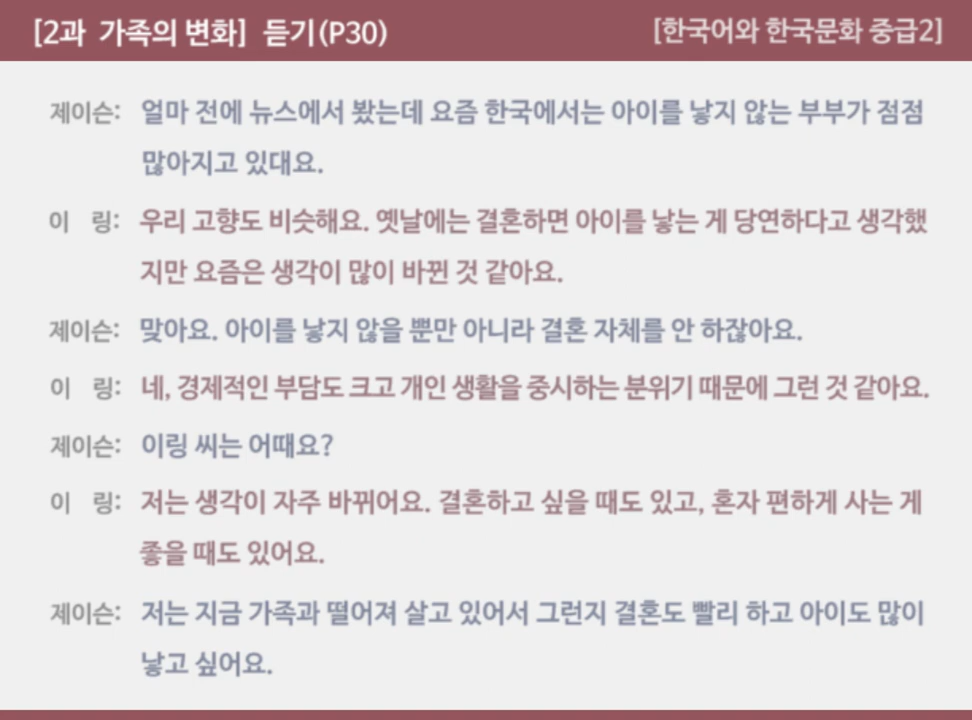 [2과 가족의 변화] 듣기(P30) [한국어와 한국문화 중급2]
제이슨: 얼마 전에 뉴스에서 봤는데 요즘 한국에서는 아이를 낳지 않는 부부가 점점
많아지고 있대요.
이 링: 우리 고향도 비슷해요. 옛날에는 결혼하면 아이를 낳는 게 당연하다고 생각했
지만 요즘은 생각이 많이 바뀐 것 같아요.
제이슨: 맞아요. 아이를 낳지 않을 뿐만 아니라 결혼 자체를 안 하잖아요.
이 링: 네, 경제적인 부담도 크고 개인 생활을 중시하는 분위기 때문에 그런 것 같아요.
제이슨: 이링 씨는 어때요?
이 링: 저는 생각이 자주 바뀌어요. 결혼하고 싶을 때도 있고, 혼자 편하게 사는 게
좋을 때도 있어요.
제이슨: 저는 지금 가족과 떨어져 살고 있어서 그런지 결혼도 빨리 하고 아이도 많이
낳고 싶어요.